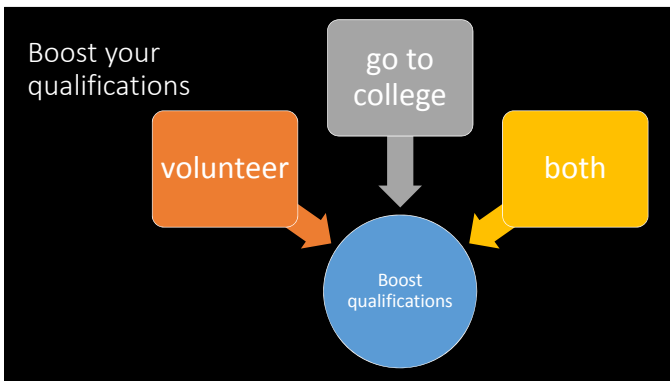 Boost your
qualifications
go to
college
volunteer
both
Boost
qualifications